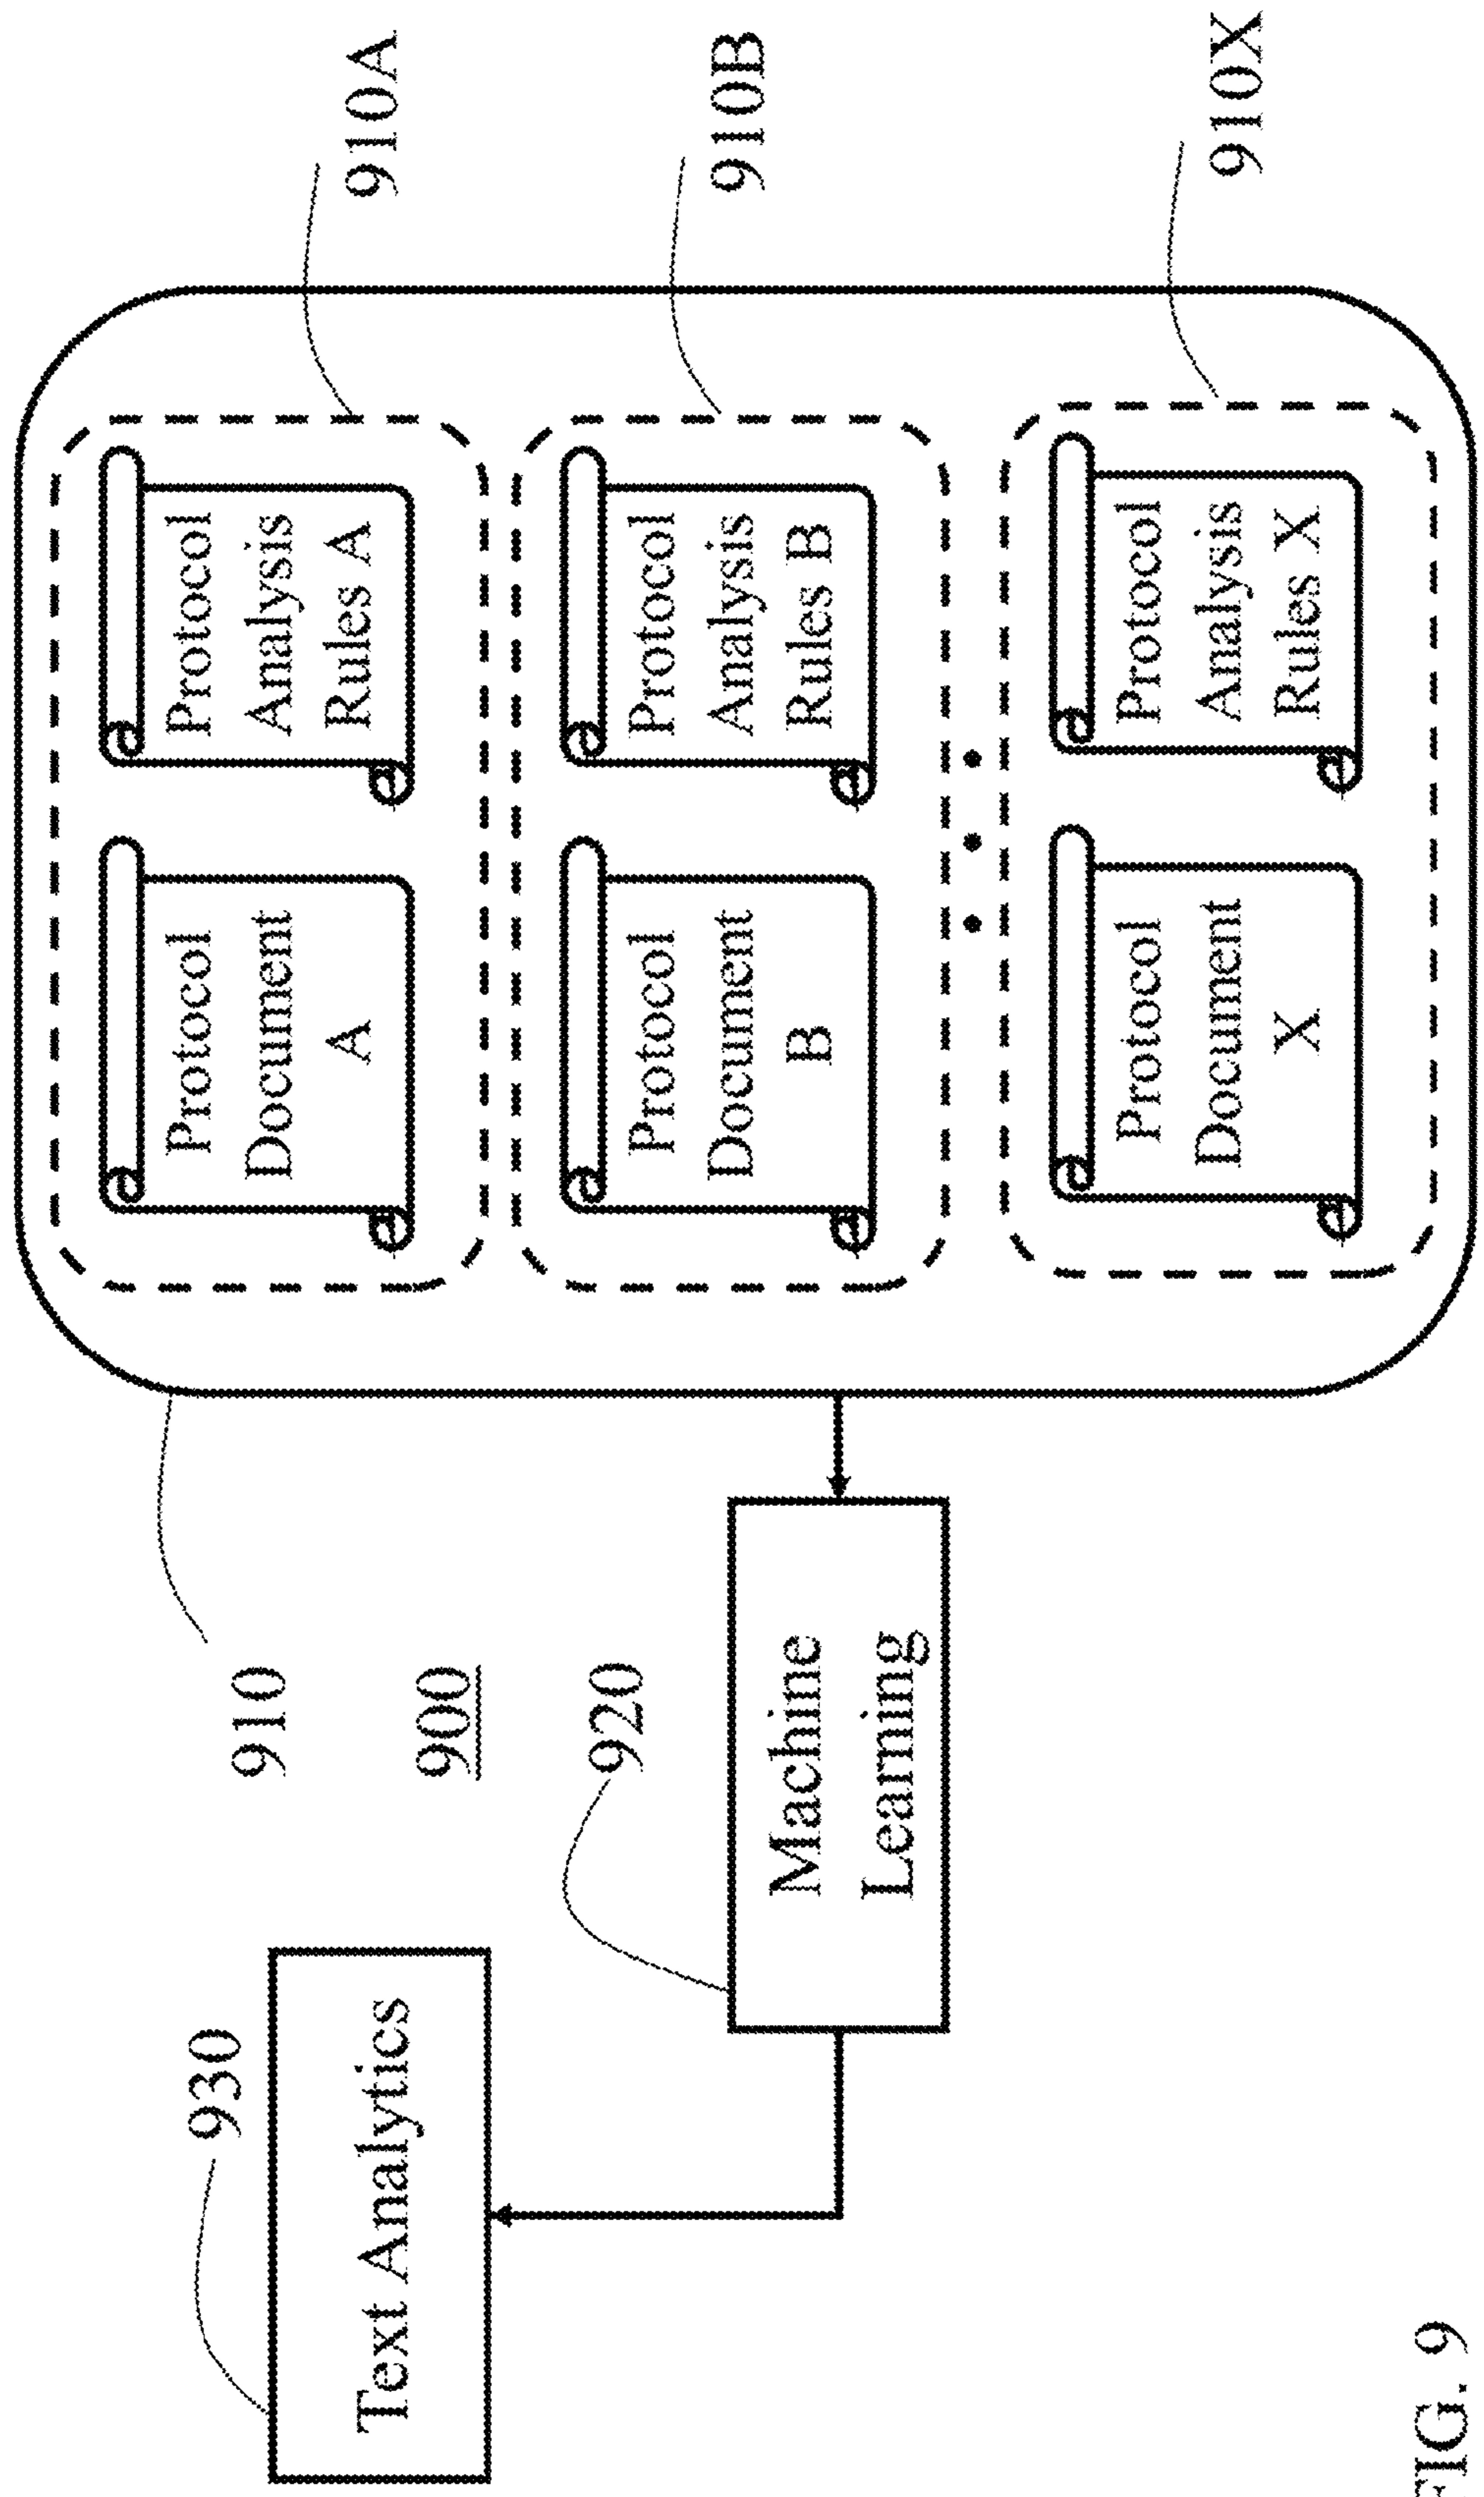 930
Text Analytics
910
900
920
Machine
Learning
Protocol
Document
A
Protocol
Analysis
Rules A
910A
Protocol
Document
B
Protocol
Analysis
Rules B
910B
Protocol
Document
X
Protocol
Analysis
Rules X
910X
FIG. 9